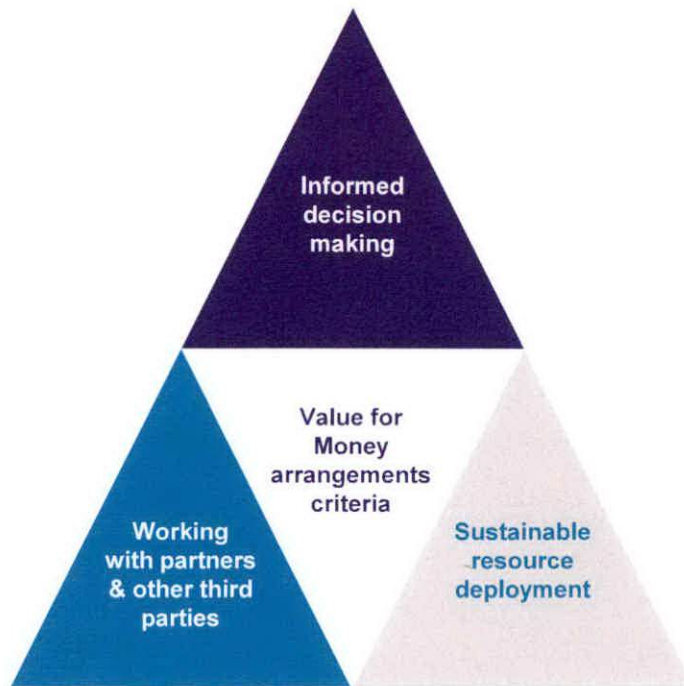 Informed
decision
making
Value for
Money
arrangements
criteria
Working
with partners
& other third
parties
Sustainable
resource
deployment